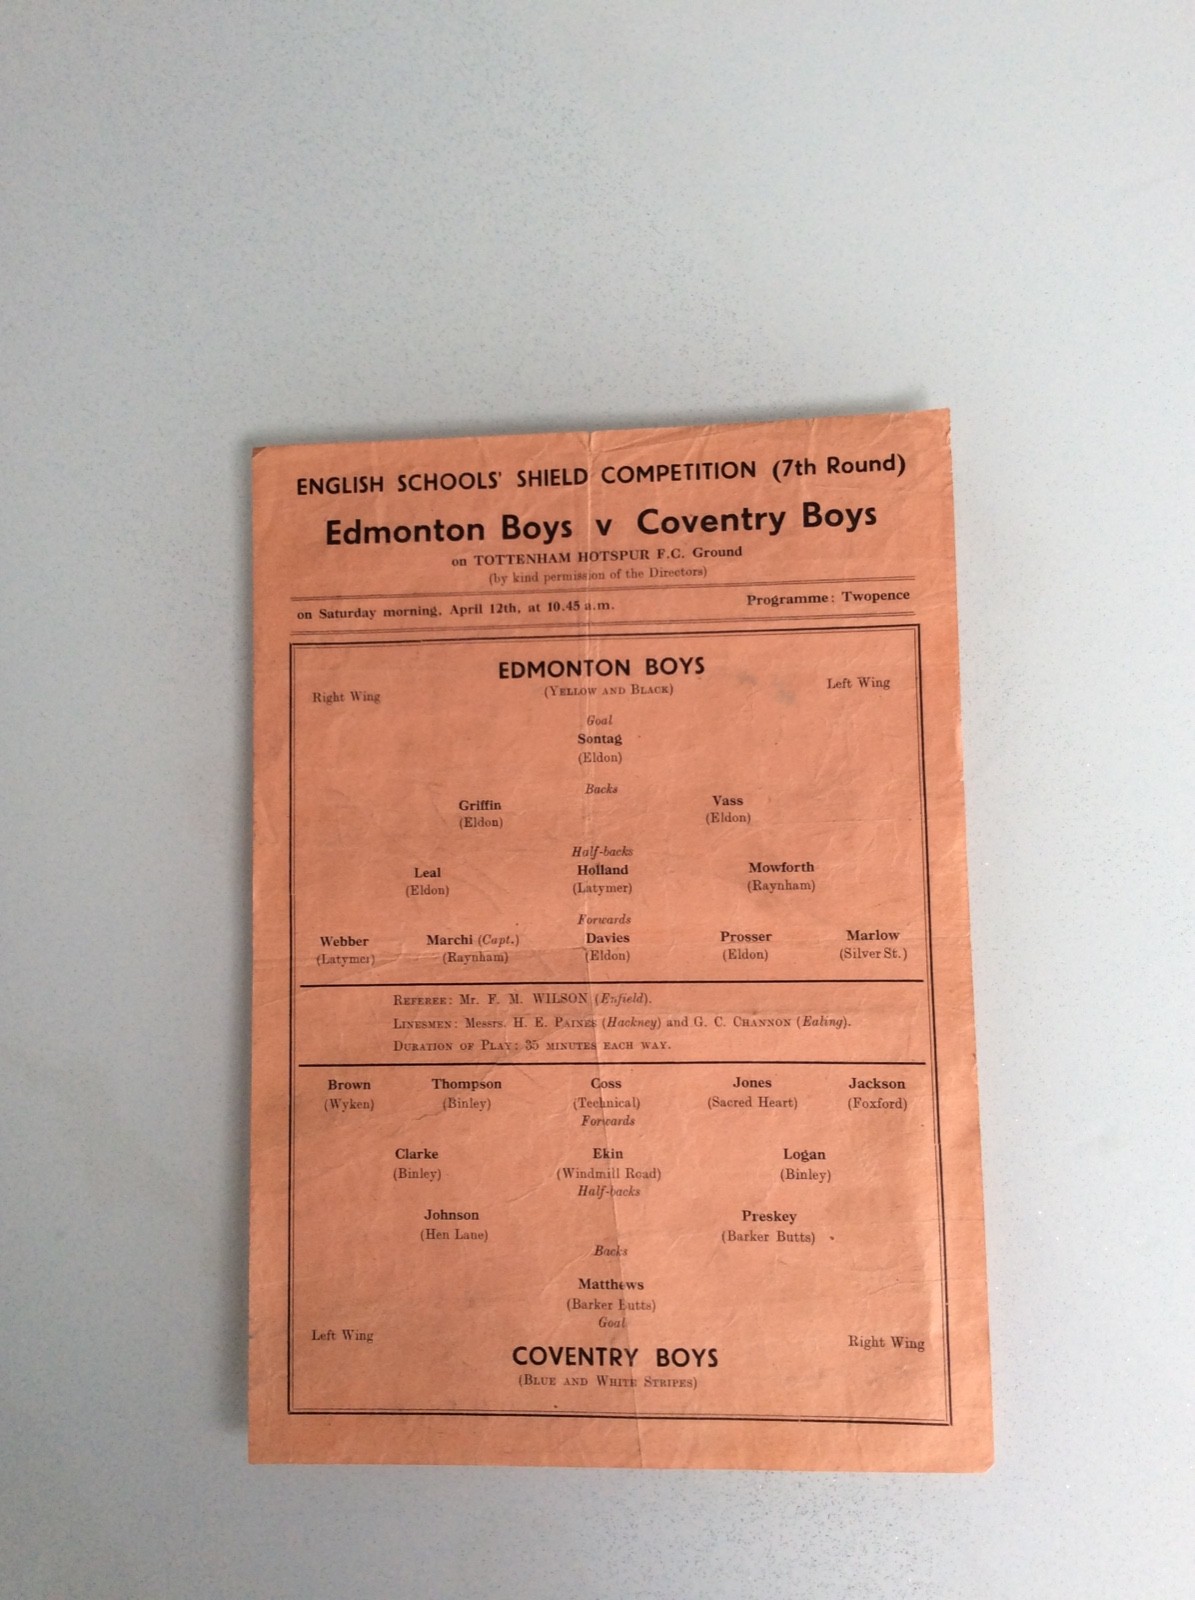 ENGLISH SCHOOLS' SHIELD COMPETITION (7th Round)
Edmonton Boys v Coventry Boys
on TOTTENHAM HOTSPUR F.C. Ground
(by kind permission of the Directors)
on Saturday morning, April 12th, at 10.45 a.m. Programme: Twopence
EDMONTON BOYS
(YELLOW AND BLACK)
Right Wing Left Wing
Goal
Sontag
(Eldon)
Backs
Griffin Vass
(Eldon) (Eldon)
Half-backs
Leal Holland Mowforth
(Eldon) (Latymer) (Raynham)
Forwards
Webber Marchi (Capt.) Davies Prosser Marlow
(Latymer) (Raynham) (Eldon) (Eldon) (Silver St.)
REFEREE: Mr. F. M. WILSON (Enfield).
LINESMEN: Messrs. H. E. PAINES (Hackney) and G. C. CHANNON (Ealing).
DURATION OF PLAY: 35 MINUTES EACH WAY.
Brown Thompson Coss Jones Jackson
(Wyken) (Binley) (Technical) (Sacred Heart) (Foxford)
Forwards
Clarke Ekin Logan
(Binley) (Windmill Road) (Binley)
Half-backs
Johnson Preskey
(Hen Lane) (Barker Butts)
Backs
Matthews
(Barker Butts)
Goal
Left Wing Right Wing
COVENTRY BOYS
(BLUE AND WHITE STRIPES)